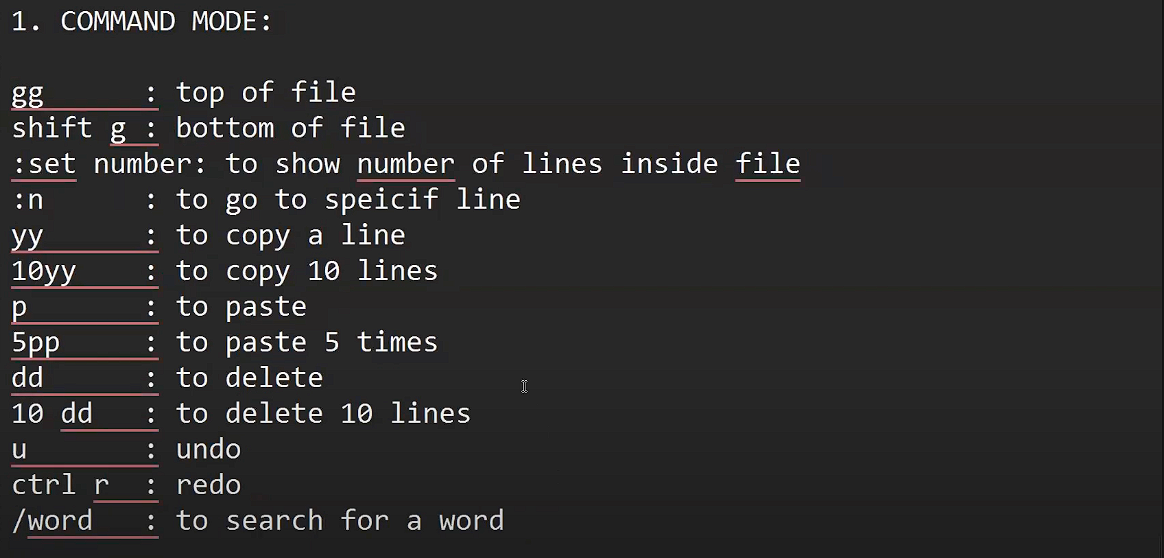 1. COMMAND MODE:
gg : top of file
shift g : bottom of file
:set number: to show number of lines inside file
:n : to go to speicif line
yy : to copy a line
10yy : to copy 10 lines
p : to paste
5pp : to paste 5 times
dd : to delete
10 dd : to delete 10 lines
u : undo
ctrl r : redo
/word : to search for a word